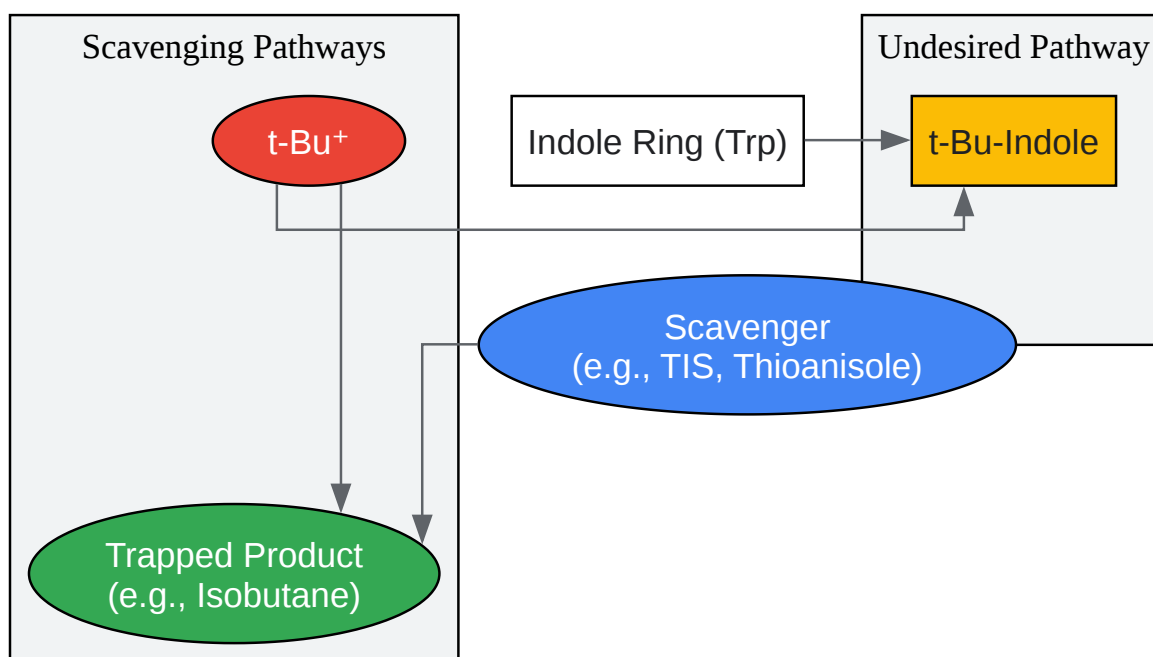 Scavenging Pathways
Undesired Pathway
t-Bu⁺
Indole Ring (Trp)
t-Bu-Indole
Scavenger
(e.g., TIS, Thioanisole)
Trapped Product
(e.g., Isobutane)